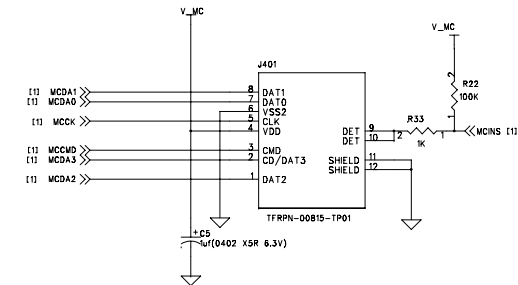 V_MC
V_MC
J401
[1] MCDA1 8 DAT1
[1] MCDA0 7 DAT0
6 VSS2
[1] MCCK 5 CLK
4 VDD
[1] MCCMD 3 CMD
[1] MCDA3 2 CD/DAT3
[1] MCDA2 1 DAT2
DET 9
DET 10
SHIELD 11
SHIELD 12
TFRPN-D0815-TP01
2
R22
100K
1
R33
2 1
1K
MCINS [1]
+ C5
1uf(0402 X5R 6.3V)